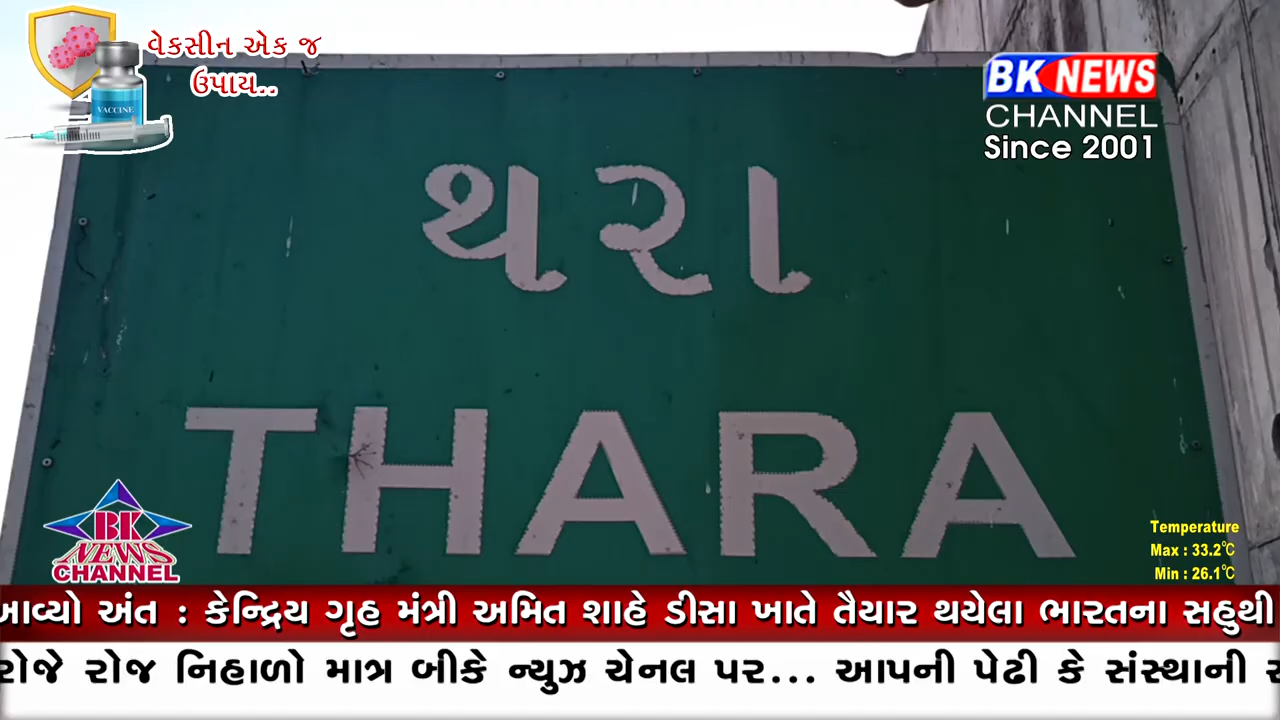 વેકસીન એક જ
ઉપાય..
VACCINE
BK NEWS
CHANNEL
Since 2001
થરા
THARA
BK
NEWS
CHANNEL
Temperature
Max : 33.2℃
Min : 26.1℃
આવ્યો અંત : કેન્દ્રિય ગૃહ મંત્રી અમિત શાહે ડીસા ખાતે તૈયાર થયેલા ભારતના સહુથી
રોજે રોજ નિહાળો માત્ર બીકે ન્યુઝ ચેનલ પર... આપની પેઢી કે સંસ્થાની